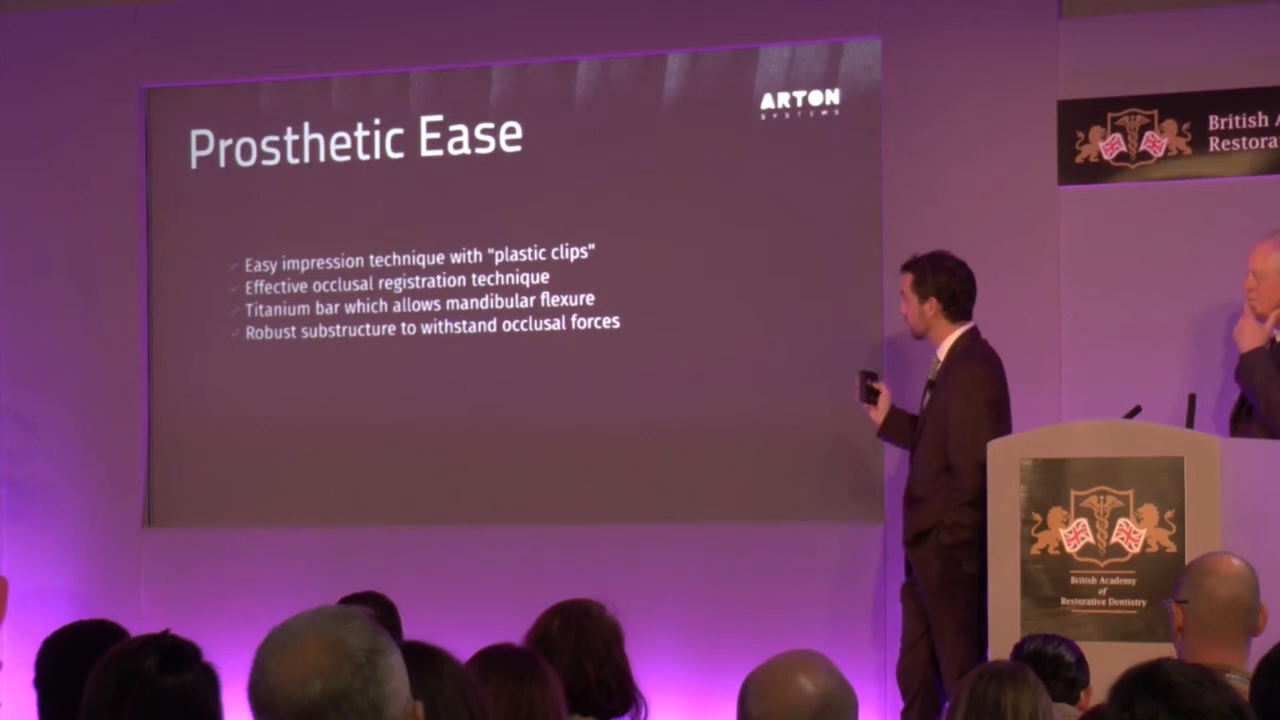 Prosthetic Ease
ARTON
SYSTEMS
Easy impression technique with "plastic clips"
Effective occlusal registration technique
Titanium bar which allows mandibular flexure
Robust substructure to withstand occlusal forces
British
Restora
British Academy
of
Restorative Dentistry